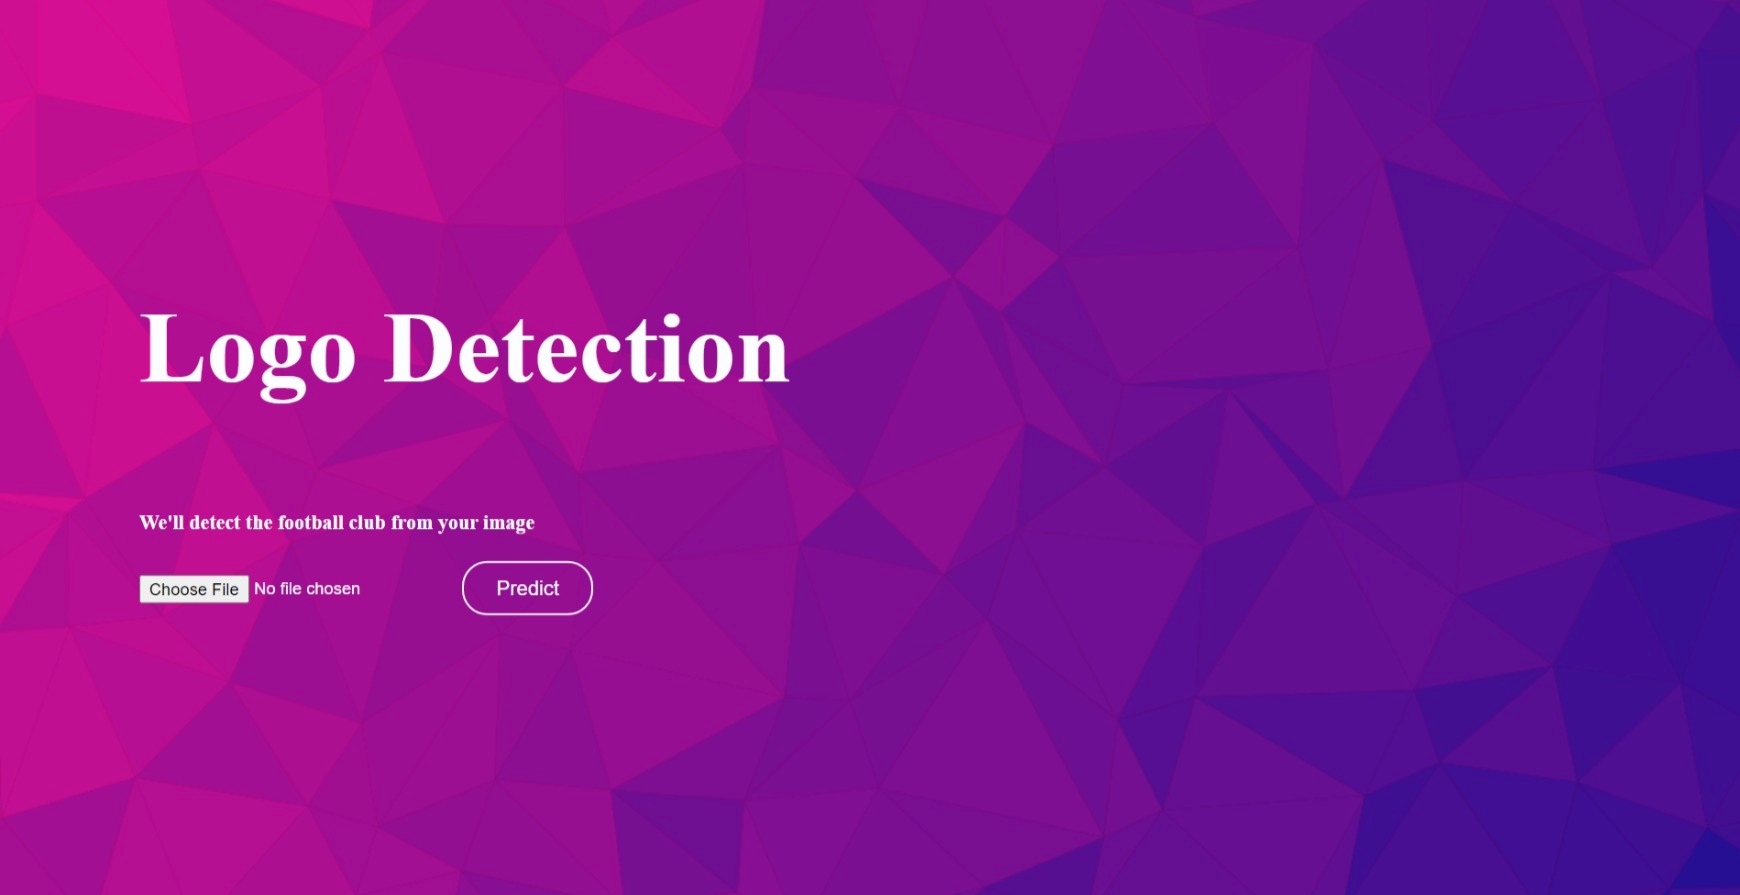 Logo Detection
We'll detect the football club from your image
Choose File No file chosen Predict